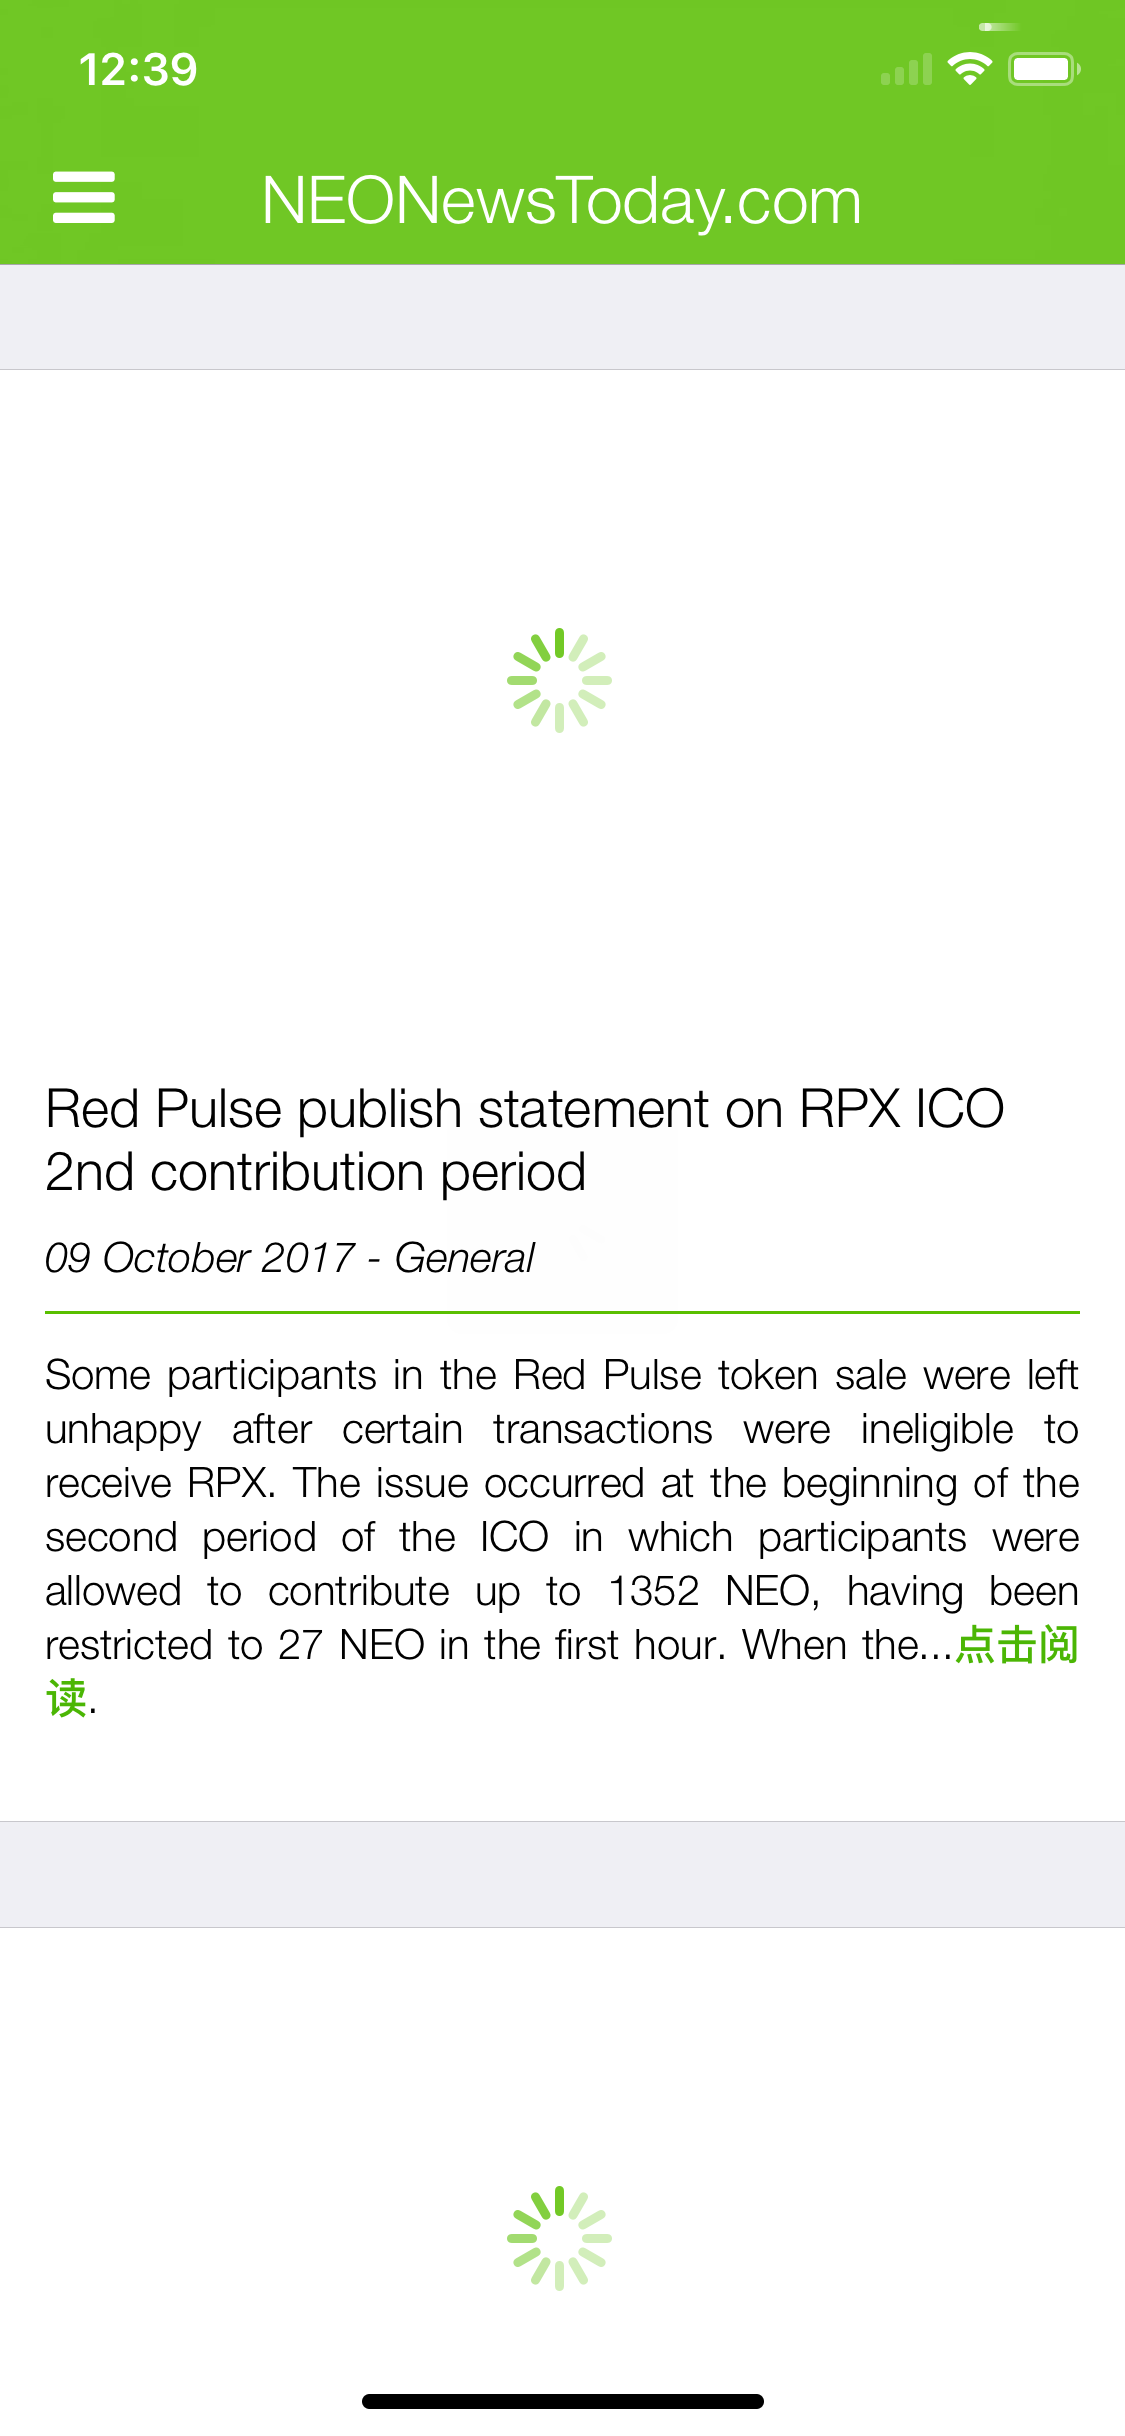 12:39
NEONewsToday.com
Red Pulse publish statement on RPX ICO
2nd contribution period
09 October 2017 - General
Some participants in the Red Pulse token sale were left
unhappy after certain transactions were ineligible to
receive RPX. The issue occurred at the beginning of the
second period of the ICO in which participants were
allowed to contribute up to 1352 NEO, having been
restricted to 27 NEO in the first hour. When the...点击阅
读.